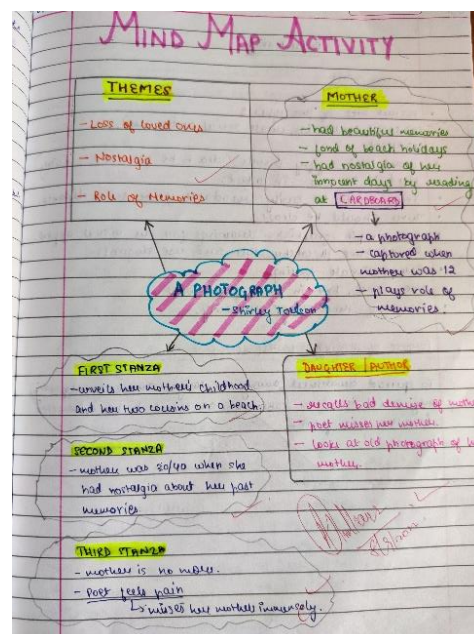 MIND MAP ACTIVITY
THEMES
- Loss of loved ones
- Nostalgia
- Role of Memories
MOTHER
- had beautiful memories
- fond of beach holidays
- had nostalgia of her
innocent days by reading
at CARDBOARD
- a photograph
- captured when
mother was 12
- plays role of
memories.
A PHOTOGRAPH
- Shirley Toulson
FIRST STANZA
- unveils her mother's childhood
and her two cousins on a beach.
SECOND STANZA
- mother was 20/40 when she
had nostalgia about her past
memories
THIRD STANZA
- mother is no more.
- Poet feels pain
misses her mother immensely.
DAUGHTER / AUTHOR
- recalls bad demise of mothe
- poet misses her mother.
- looks at old photograph of
mother.